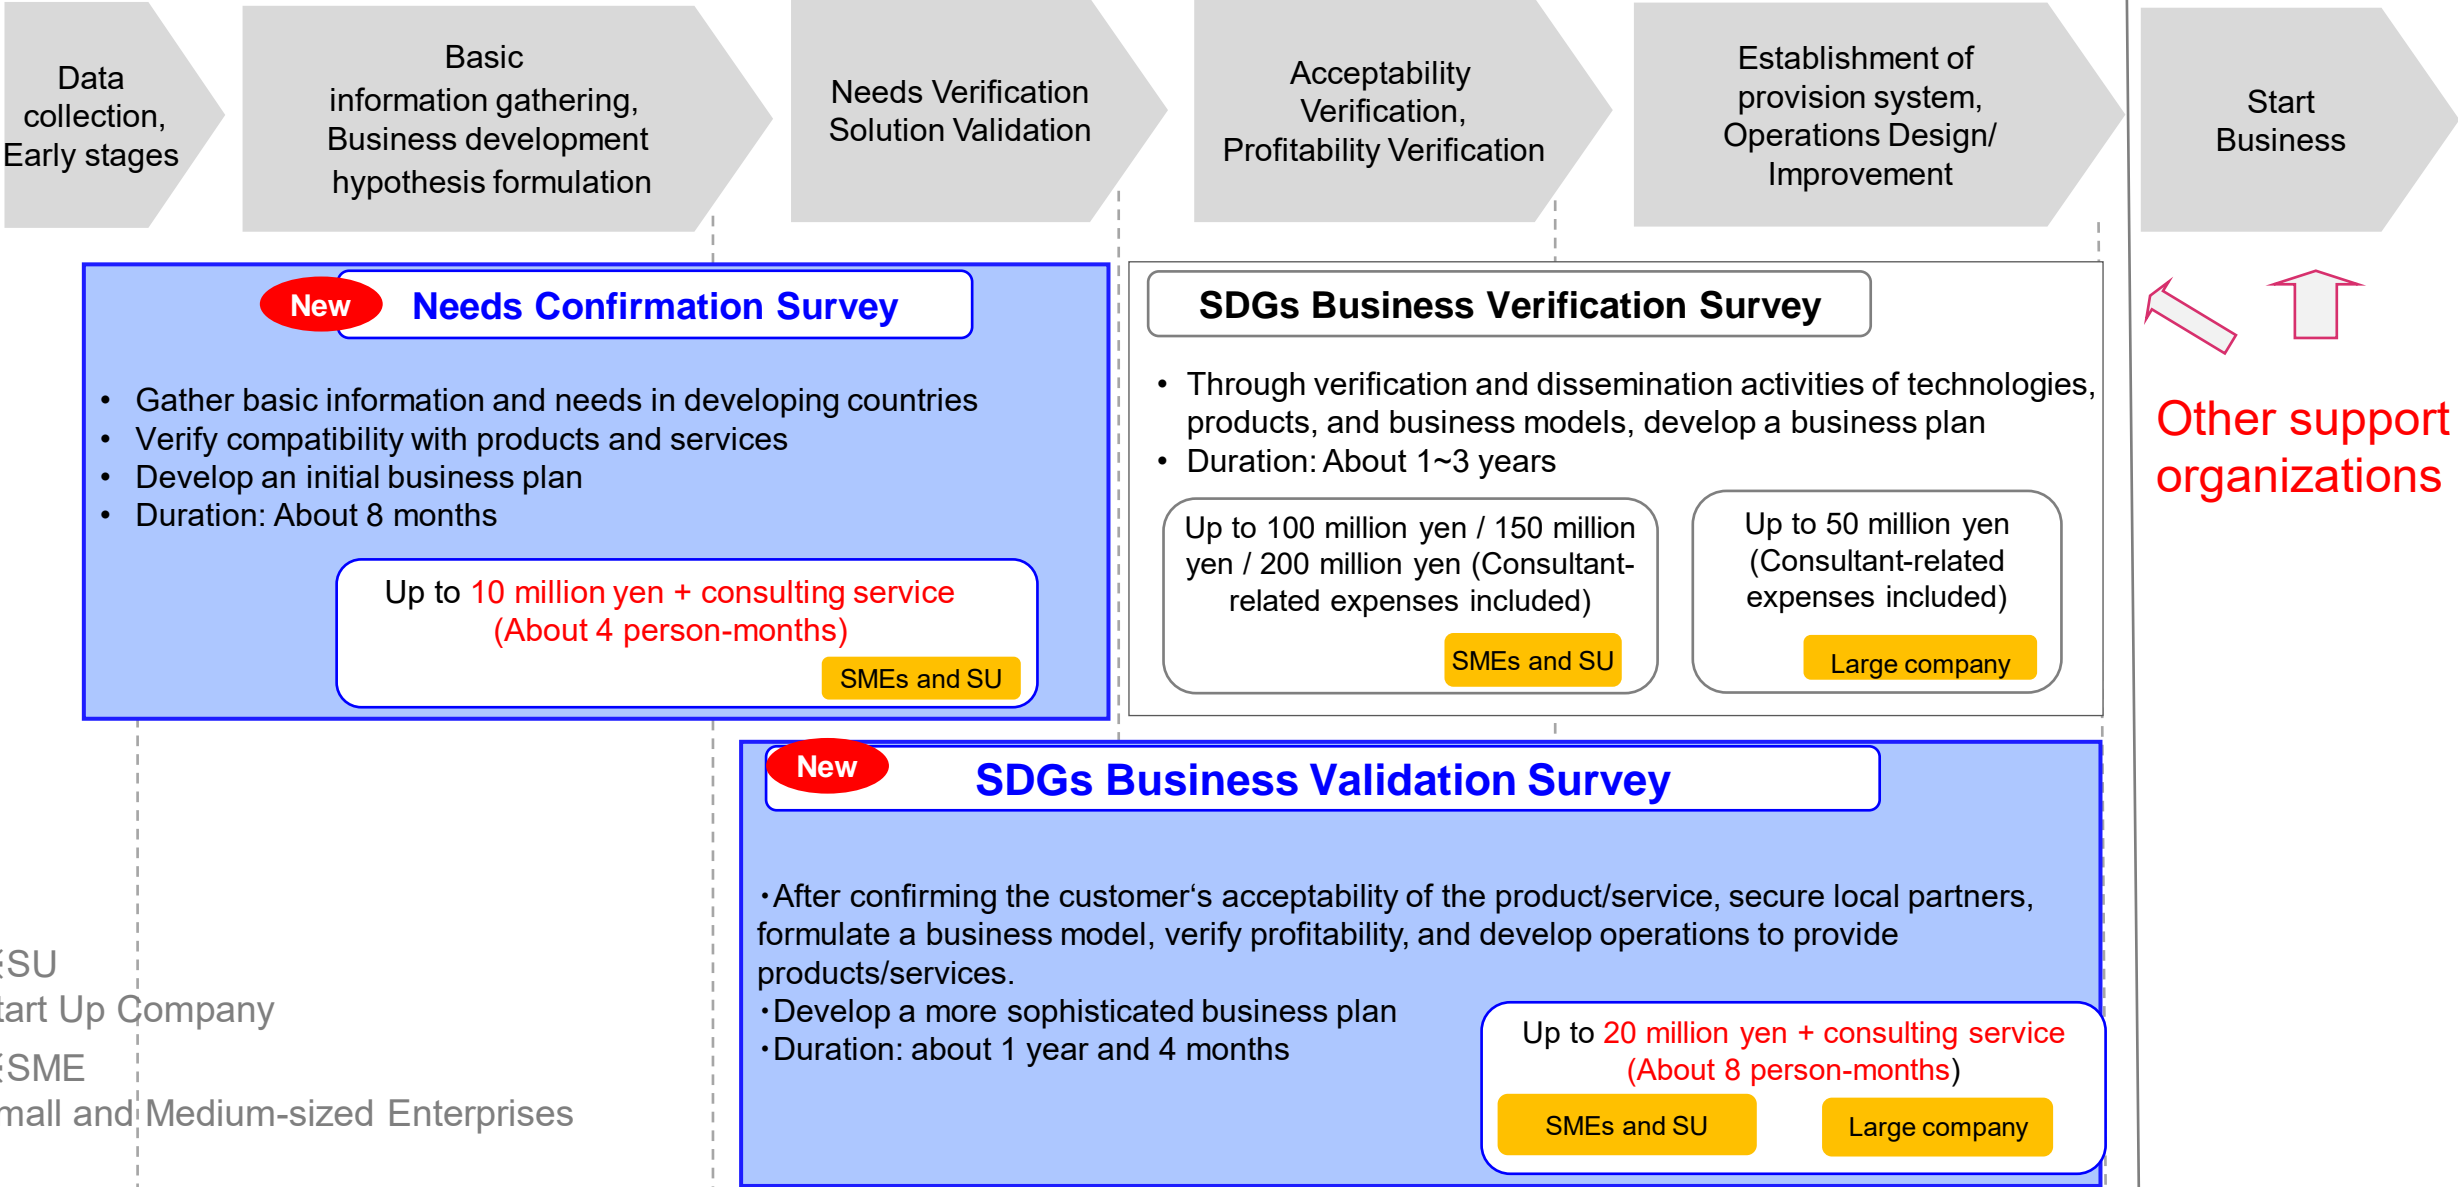 Data
collection,
Early stages
Basic
information gathering,
Business development
hypothesis formulation
Needs Verification
Solution Validation
Acceptability
Verification,
Profitability Verification
Establishment of
provision system,
Operations Design/
Improvement
Start
Business
New
Needs Confirmation Survey
• Gather basic information and needs in developing countries
• Verify compatibility with products and services
• Develop an initial business plan
• Duration: About 8 months
Up to 10 million yen + consulting service
(About 4 person-months)
SMEs and SU
SDGs Business Verification Survey
• Through verification and dissemination activities of technologies,
products, and business models, develop a business plan
• Duration: About 1~3 years
Up to 100 million yen / 150 million
yen / 200 million yen (Consultant-
related expenses included)
SMEs and SU
Up to 50 million yen
(Consultant-related
expenses included)
Large company
Other support
organizations
New
SDGs Business Validation Survey
・After confirming the customer‘s acceptability of the product/service, secure local partners,
formulate a business model, verify profitability, and develop operations to provide
products/services.
・Develop a more sophisticated business plan
・Duration: about 1 year and 4 months
Up to 20 million yen + consulting service
(About 8 person-months)
SMEs and SU
Large company
※SU
tart Up Company
※SME
mall and Medium-sized Enterprises